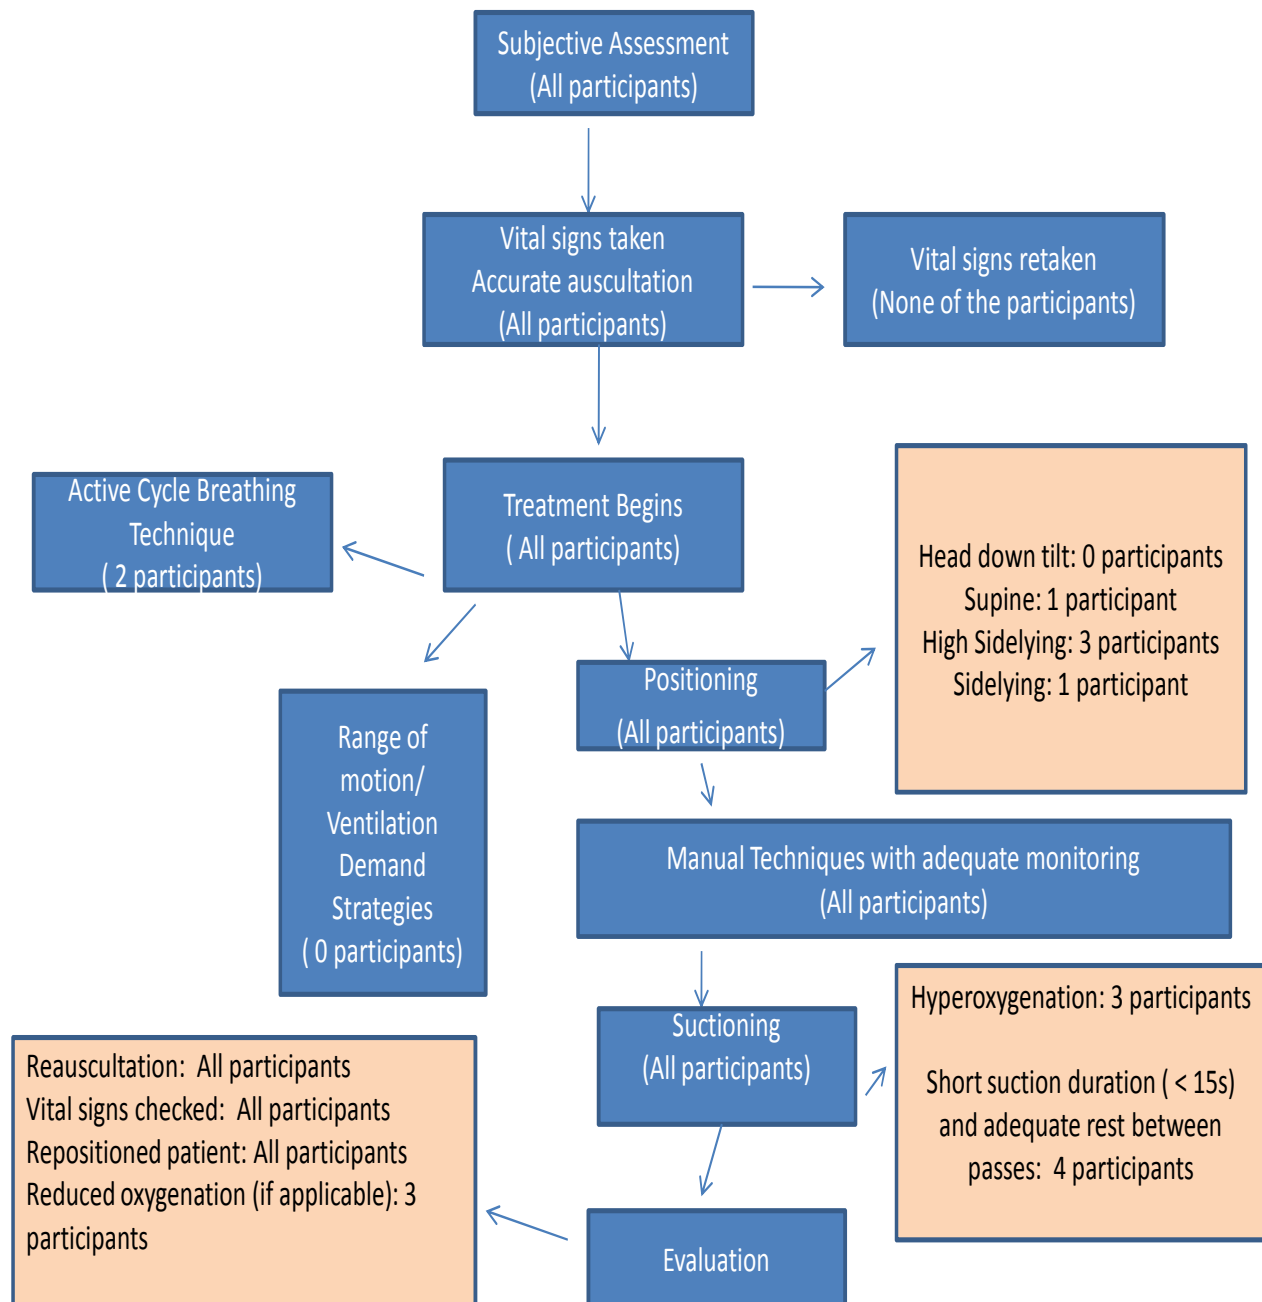 Subjective Assessment
(All participants)
Vital signs taken
Accurate auscultation
(All participants)
Vital signs retaken
(None of the participants)
Active Cycle Breathing
Technique
( 2 participants)
Treatment Begins
( All participants)
Head down tilt: 0 participants
Supine: 1 participant
High Sidelying: 3 participants
Sidelying: 1 participant
Positioning
(All participants)
Range of
motion/
Ventilation
Demand
Strategies
( 0 participants)
Manual Techniques with adequate monitoring
(All participants)
Suctioning
(All participants)
Hyperoxygenation: 3 participants
Short suction duration ( < 15s)
and adequate rest between
passes: 4 participants
Reauscultation: All participants
Vital signs checked: All participants
Repositioned patient: All participants
Reduced oxygenation (if applicable): 3
participants
Evaluation